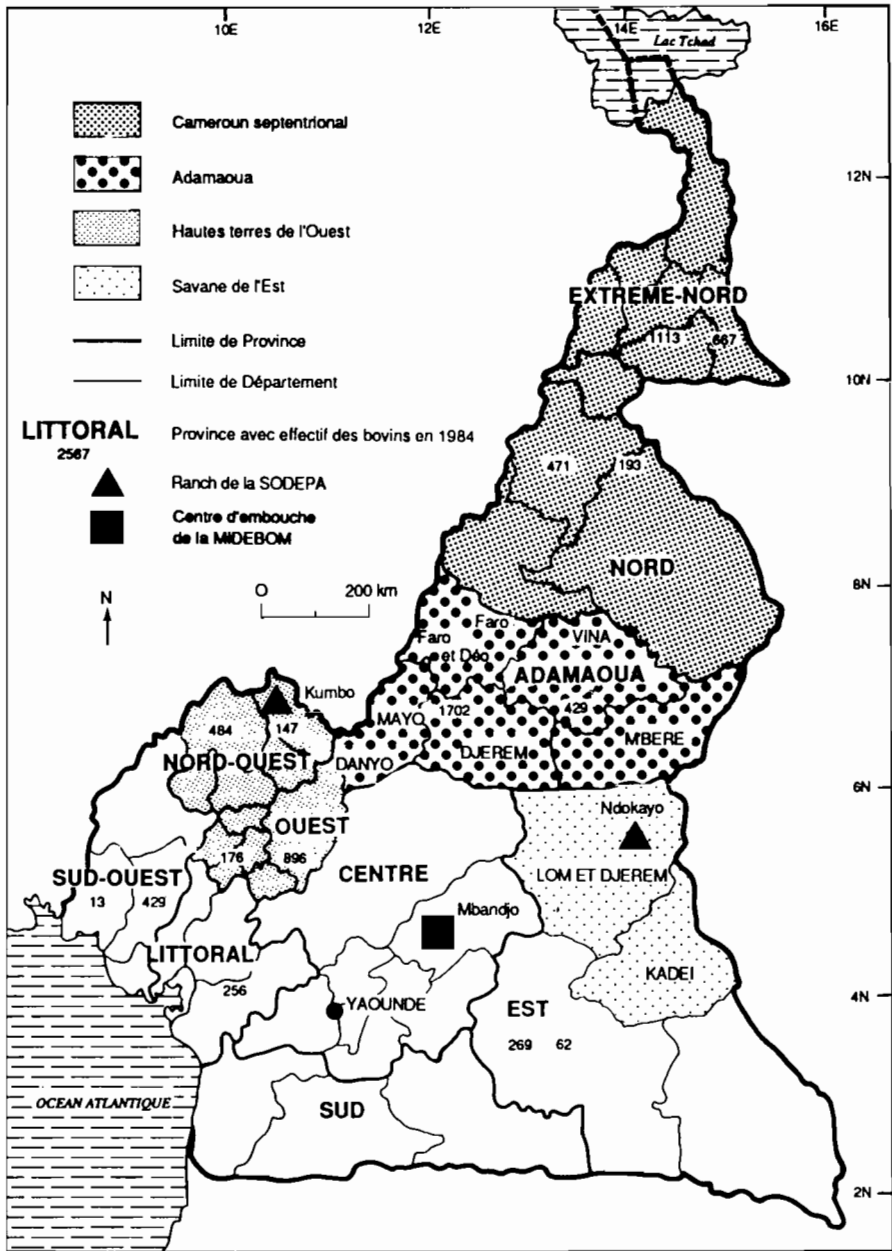 10E
12E
14E
16E
Lac Tchad
Cameroun septentrional
Adamaoua
Hautes terres de l'Ouest
Savane de l'Est
Limite de Province
Limite de Département
LITTORAL
2567
Province avec effectif des bovins en 1984
Ranch de la SODEPA
Centre d'embouche
de la MIDEBOM
N
O 200 km
12N
EXTREME-NORD
1113
667
10N
471
193
NORD
8N
Faro
Faro
et Déo
VINA
ADAMAOUA
MAYO
1702
429
DANYO
DJEREM
M'BERE
Kumbo
484
147
NORD-OUEST
6N
OUEST
176
896
Ndokayo
LOM ET DJEREM
CENTRE
SUD-OUEST
13
429
Mbandjo
LITTORAL
256
KADEI
YAOUNDE
4N
EST
269
62
OCEAN ATLANTIQUE
SUD
2N